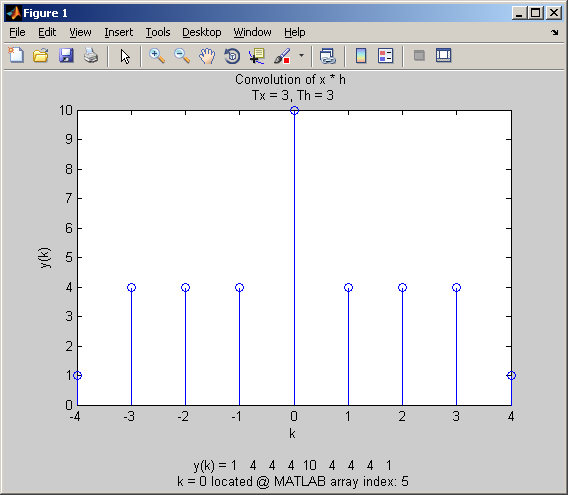 Figure 1
File Edit View Insert Tools Desktop Window Help
Convolution of x * h
Tx = 3, Th = 3
10
9
8
7
6
5
4
3
2
1
0
y(k)
-4 -3 -2 -1 0 1 2 3 4
k
y(k) = 1 4 4 4 10 4 4 4 1
k = 0 located @ MATLAB array index: 5